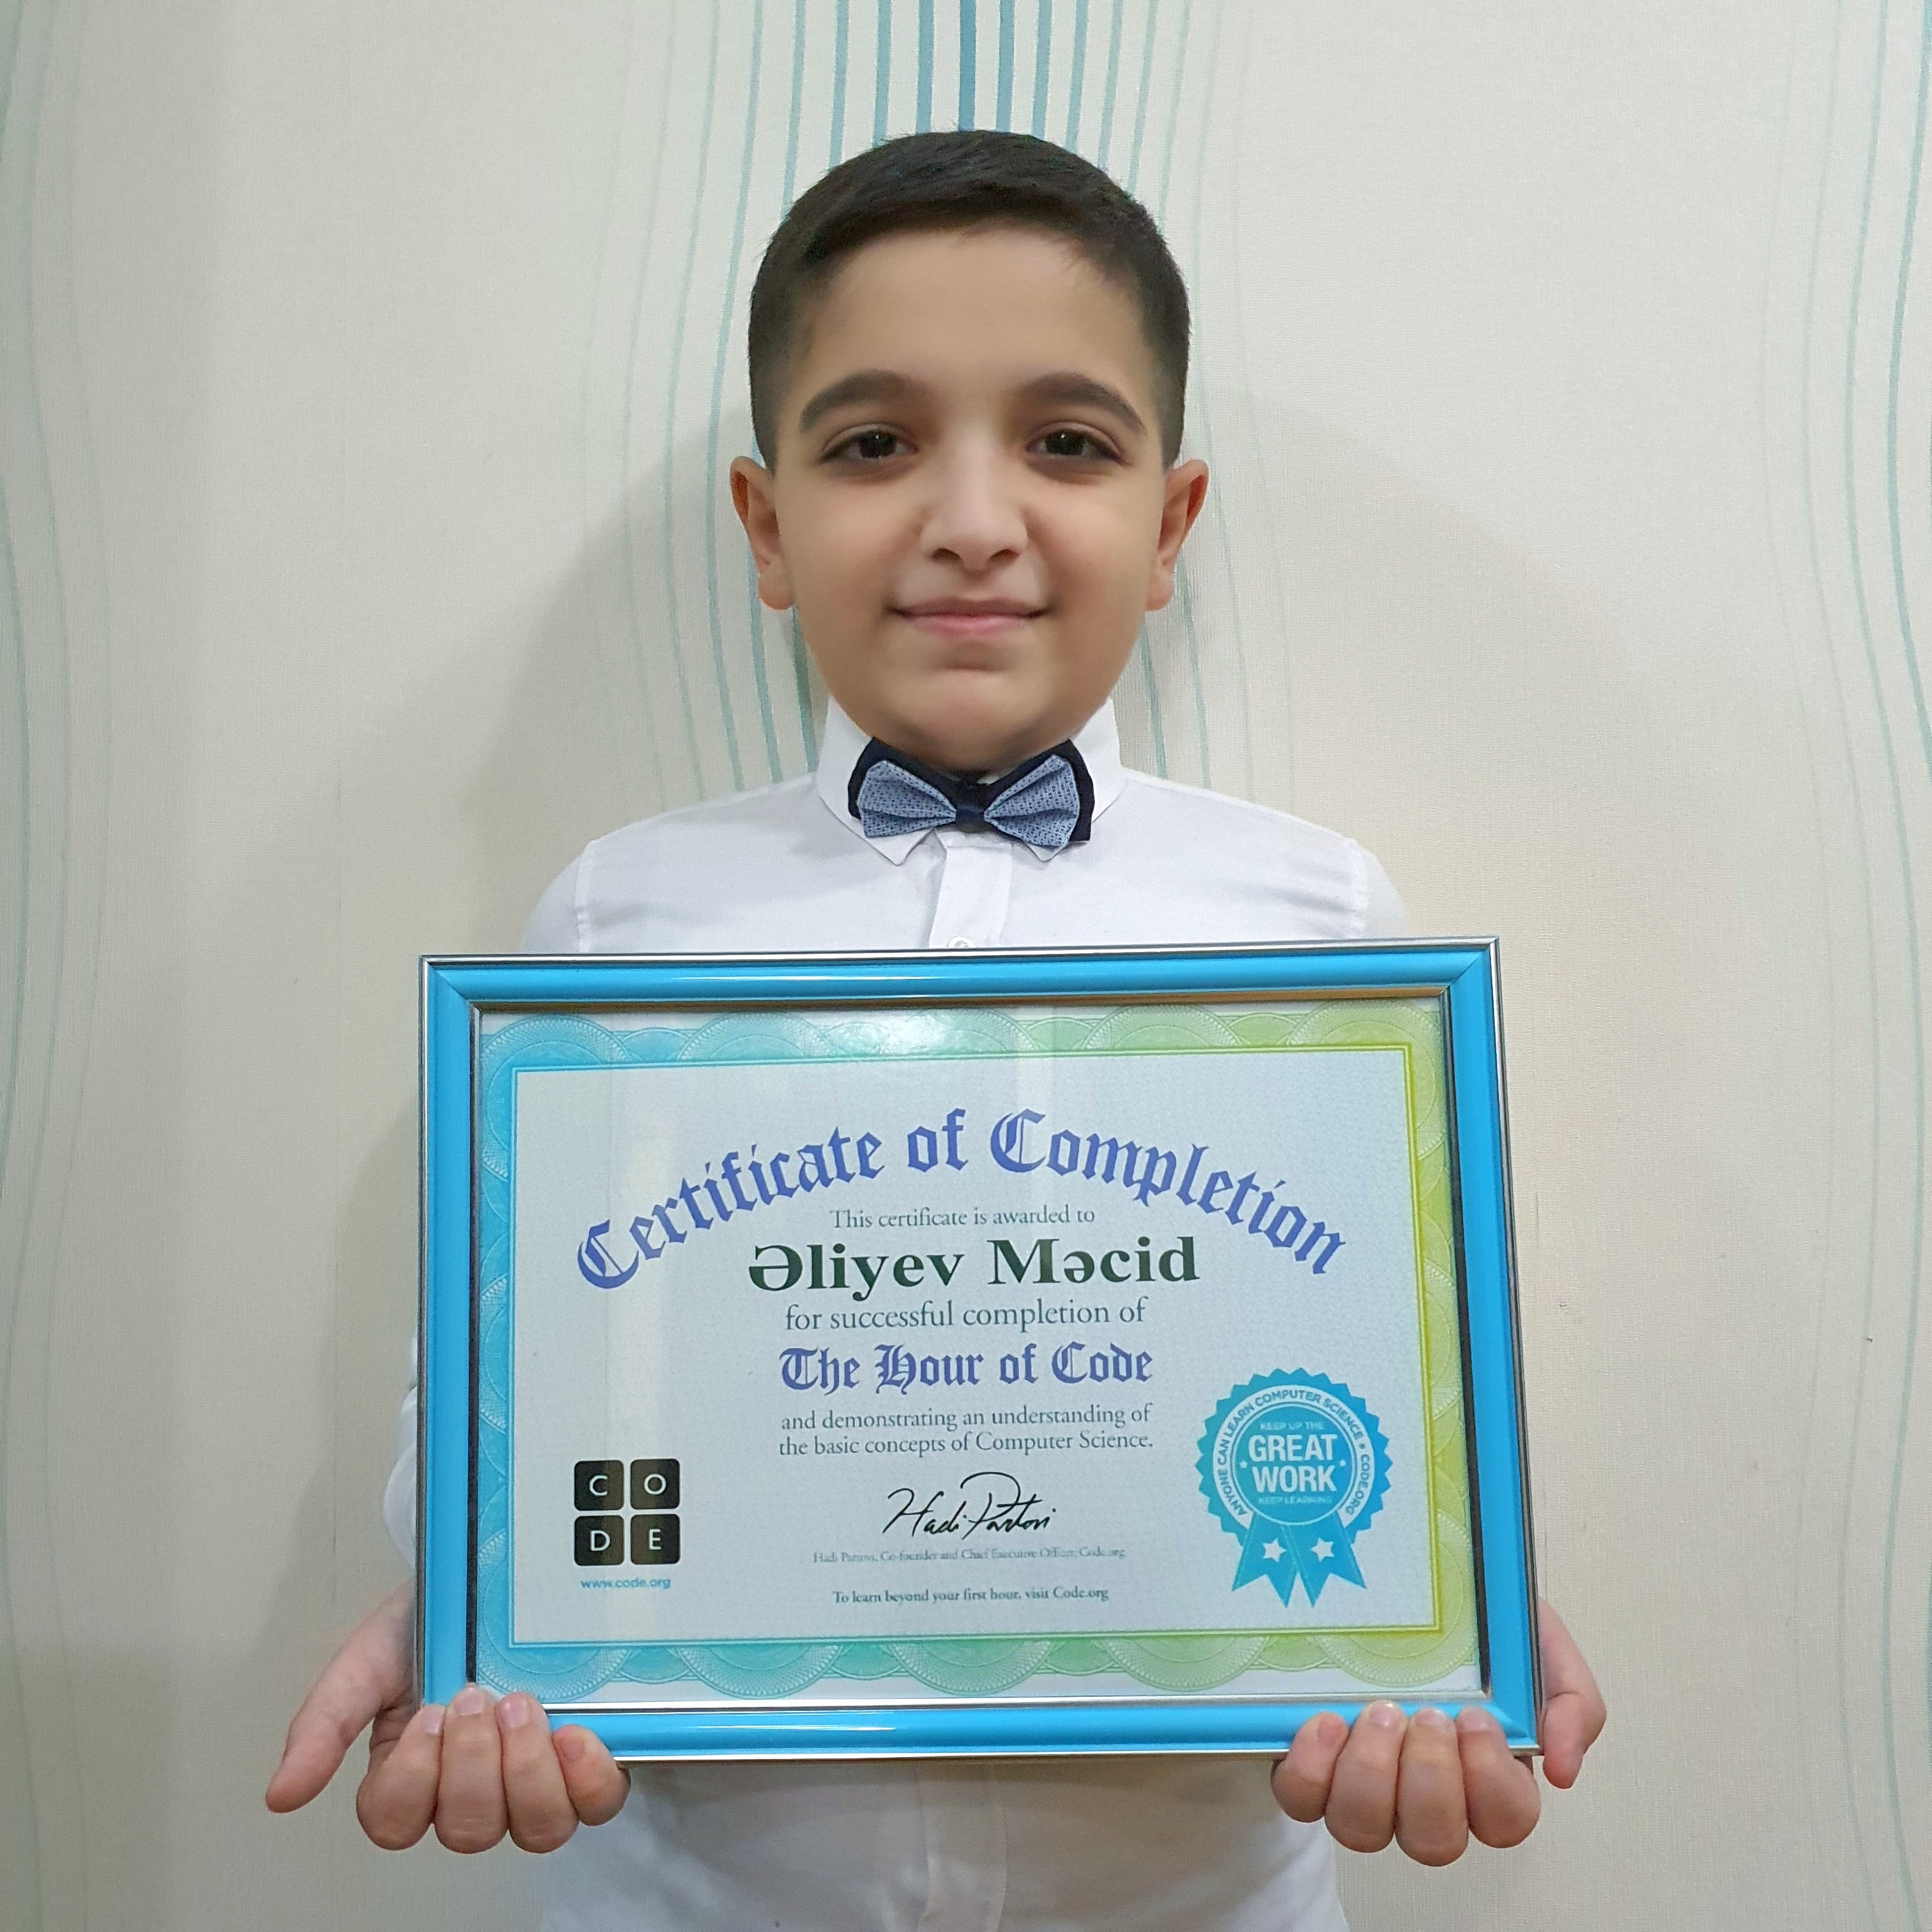 Certificate of Completion
This certificate is awarded to
Əliyev Məcid
for successful completion of
The Hour of Code
and demonstrating an understanding of
the basic concepts of Computer Science.
Hadi Partovi
Hadi Partovi, Co-founder and Chief Executive Officer, Code.org
To learn beyond your first hour, visit Code.org
C O
D E
www.code.org
ANYONE CAN LEARN COMPUTER SCIENCE • CODE.ORG
KEEP UP THE
GREAT
WORK
KEEP LEARNING